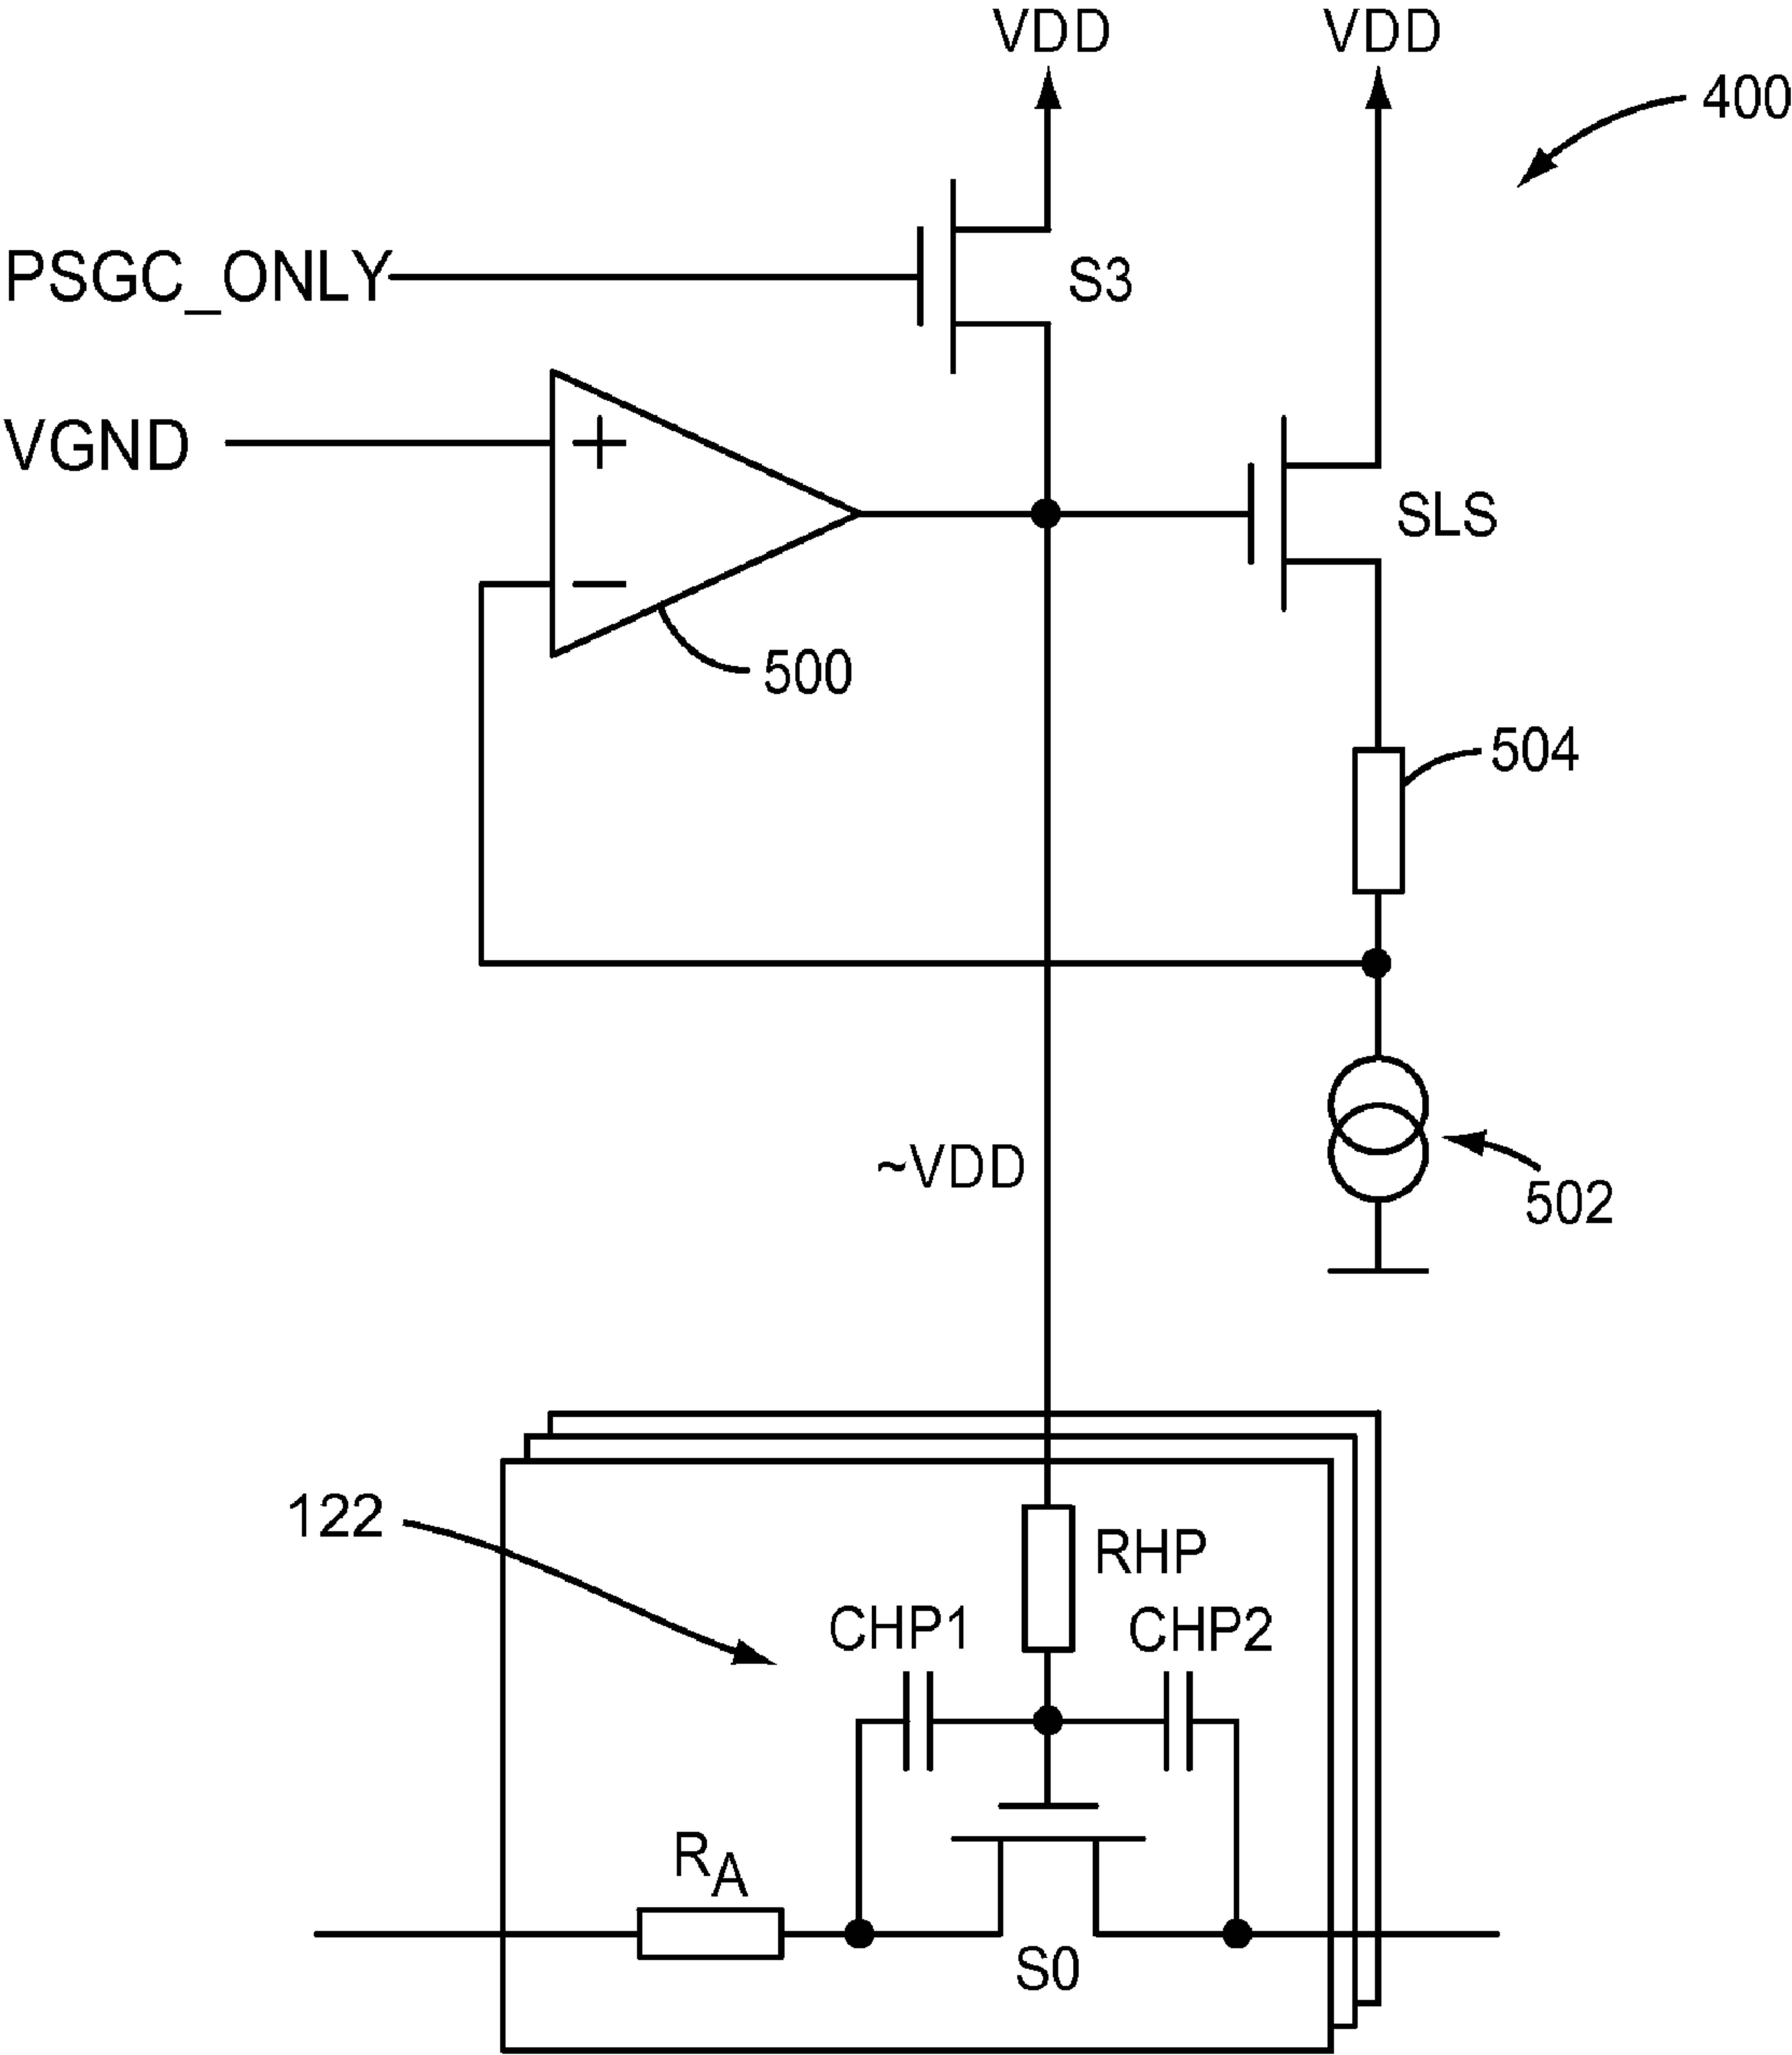 VDD
VDD
400
PSGC_ONLY
S3
VGND
+
SLS
−
500
504
~VDD
502
122
RHP
CHP1
CHP2
RA
S0